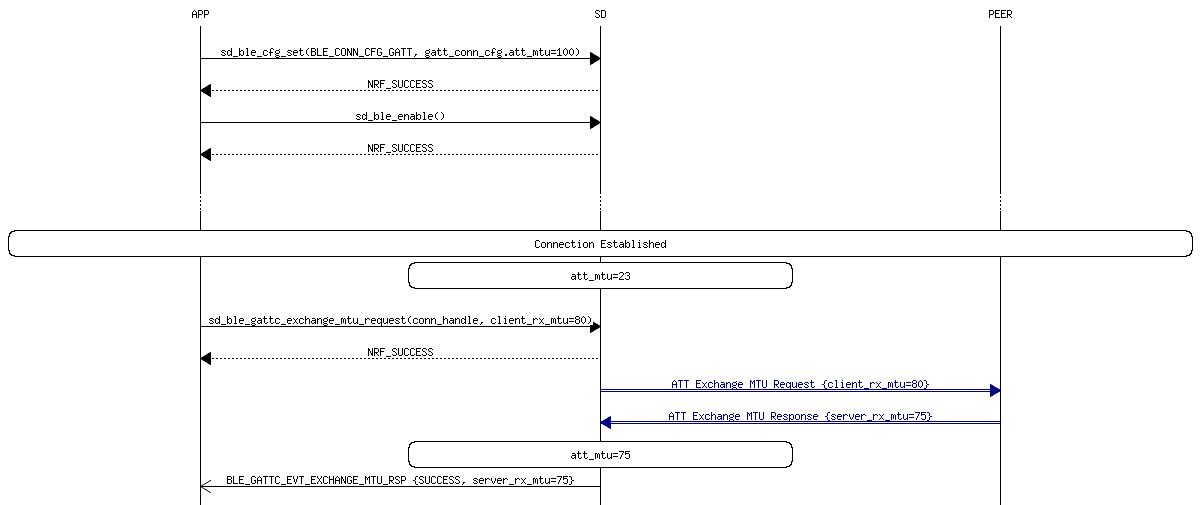 APP SD PEER
sd_ble_cfg_set(BLE_CONN_CFG_GATT, gatt_conn_cfg.att_mtu=100)
NRF_SUCCESS
sd_ble_enable()
NRF_SUCCESS
Connection Established
att_mtu=23
sd_ble_gattc_exchange_mtu_request(conn_handle, client_rx_mtu=80)
NRF_SUCCESS
ATT Exchange MTU Request {client_rx_mtu=80}
ATT Exchange MTU Response {server_rx_mtu=75}
att_mtu=75
BLE_GATTC_EVT_EXCHANGE_MTU_RSP {SUCCESS, server_rx_mtu=75}